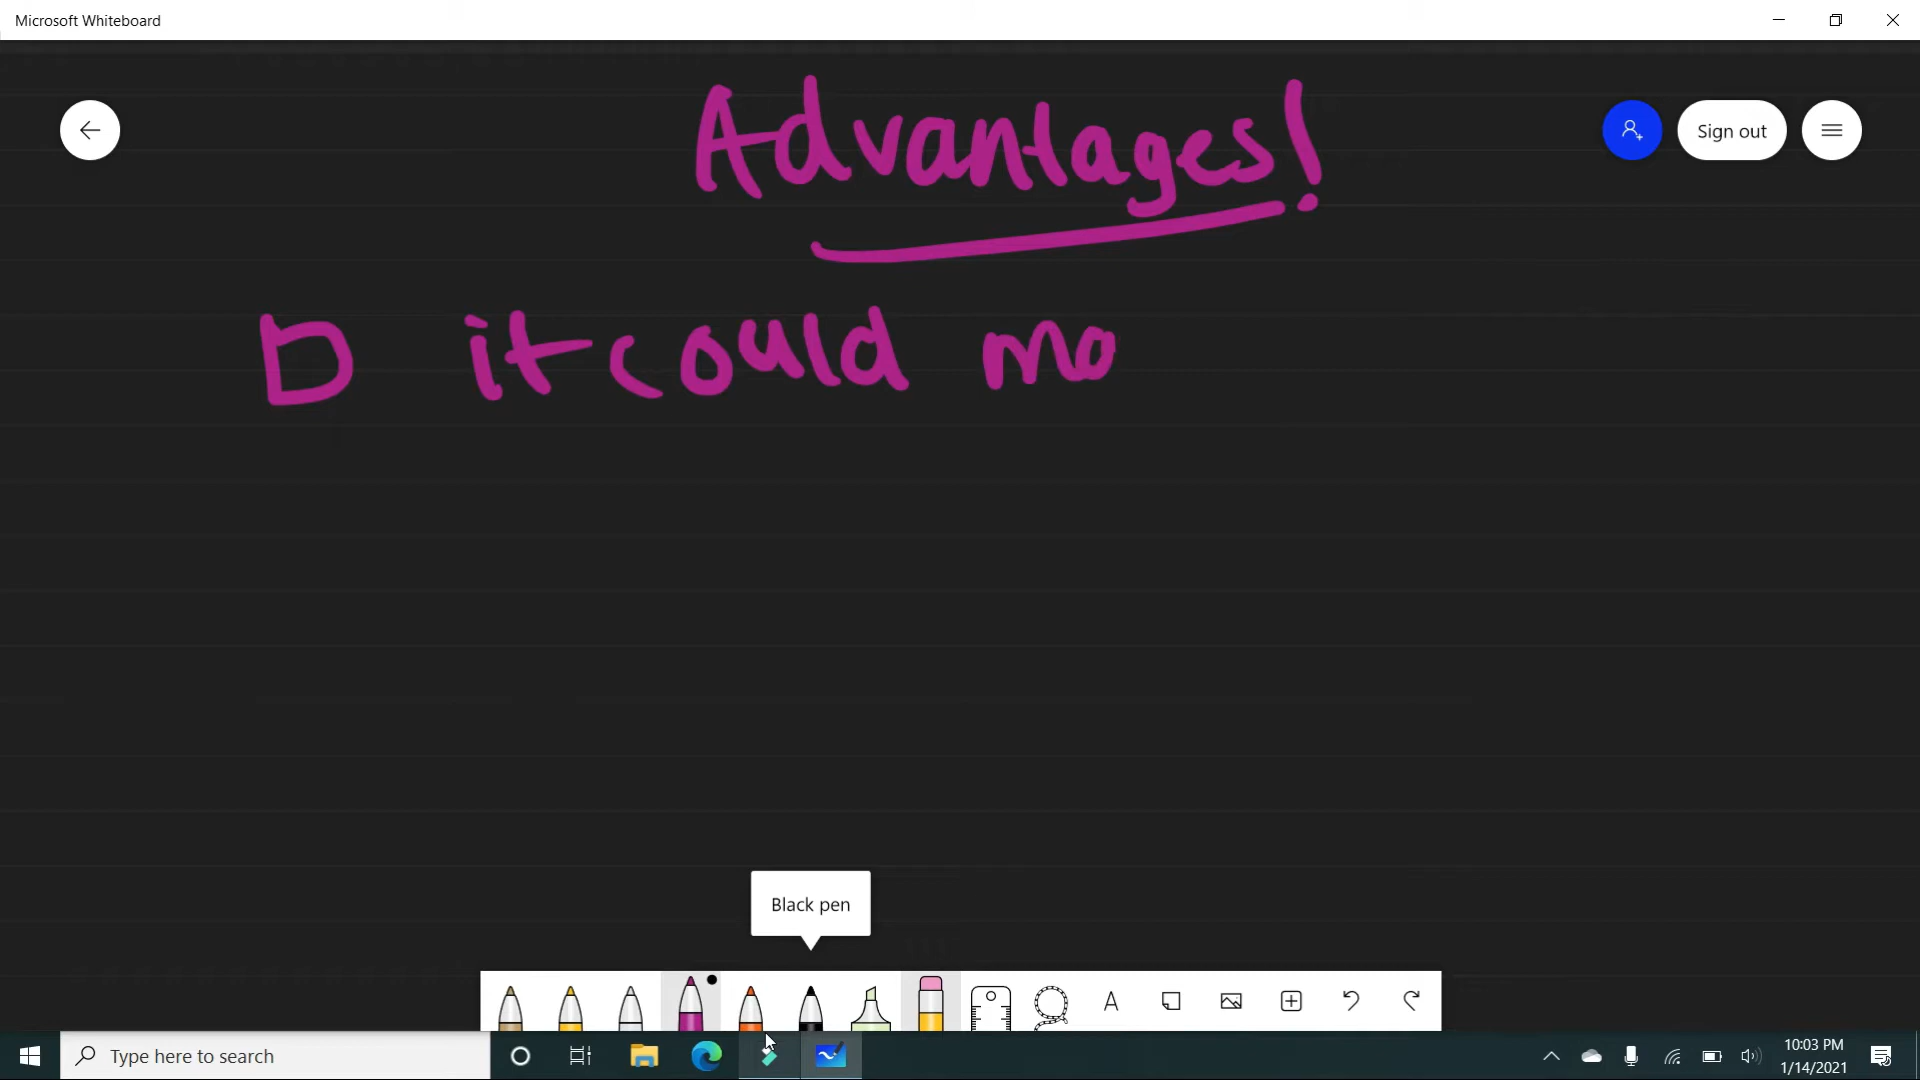 Microsoft Whiteboard
Advantages!
Sign out
it could mo
Black pen
A
Type here to search
10:03 PM
1/14/2021